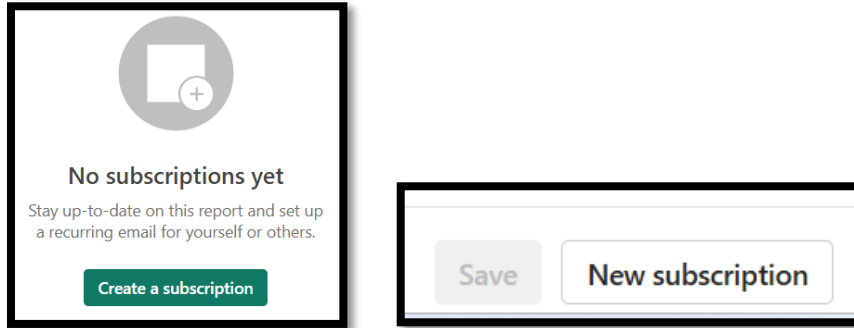 No subscriptions yet
Stay up-to-date on this report and set up
a recurring email for yourself or others.
Create a subscription
Save
New subscription